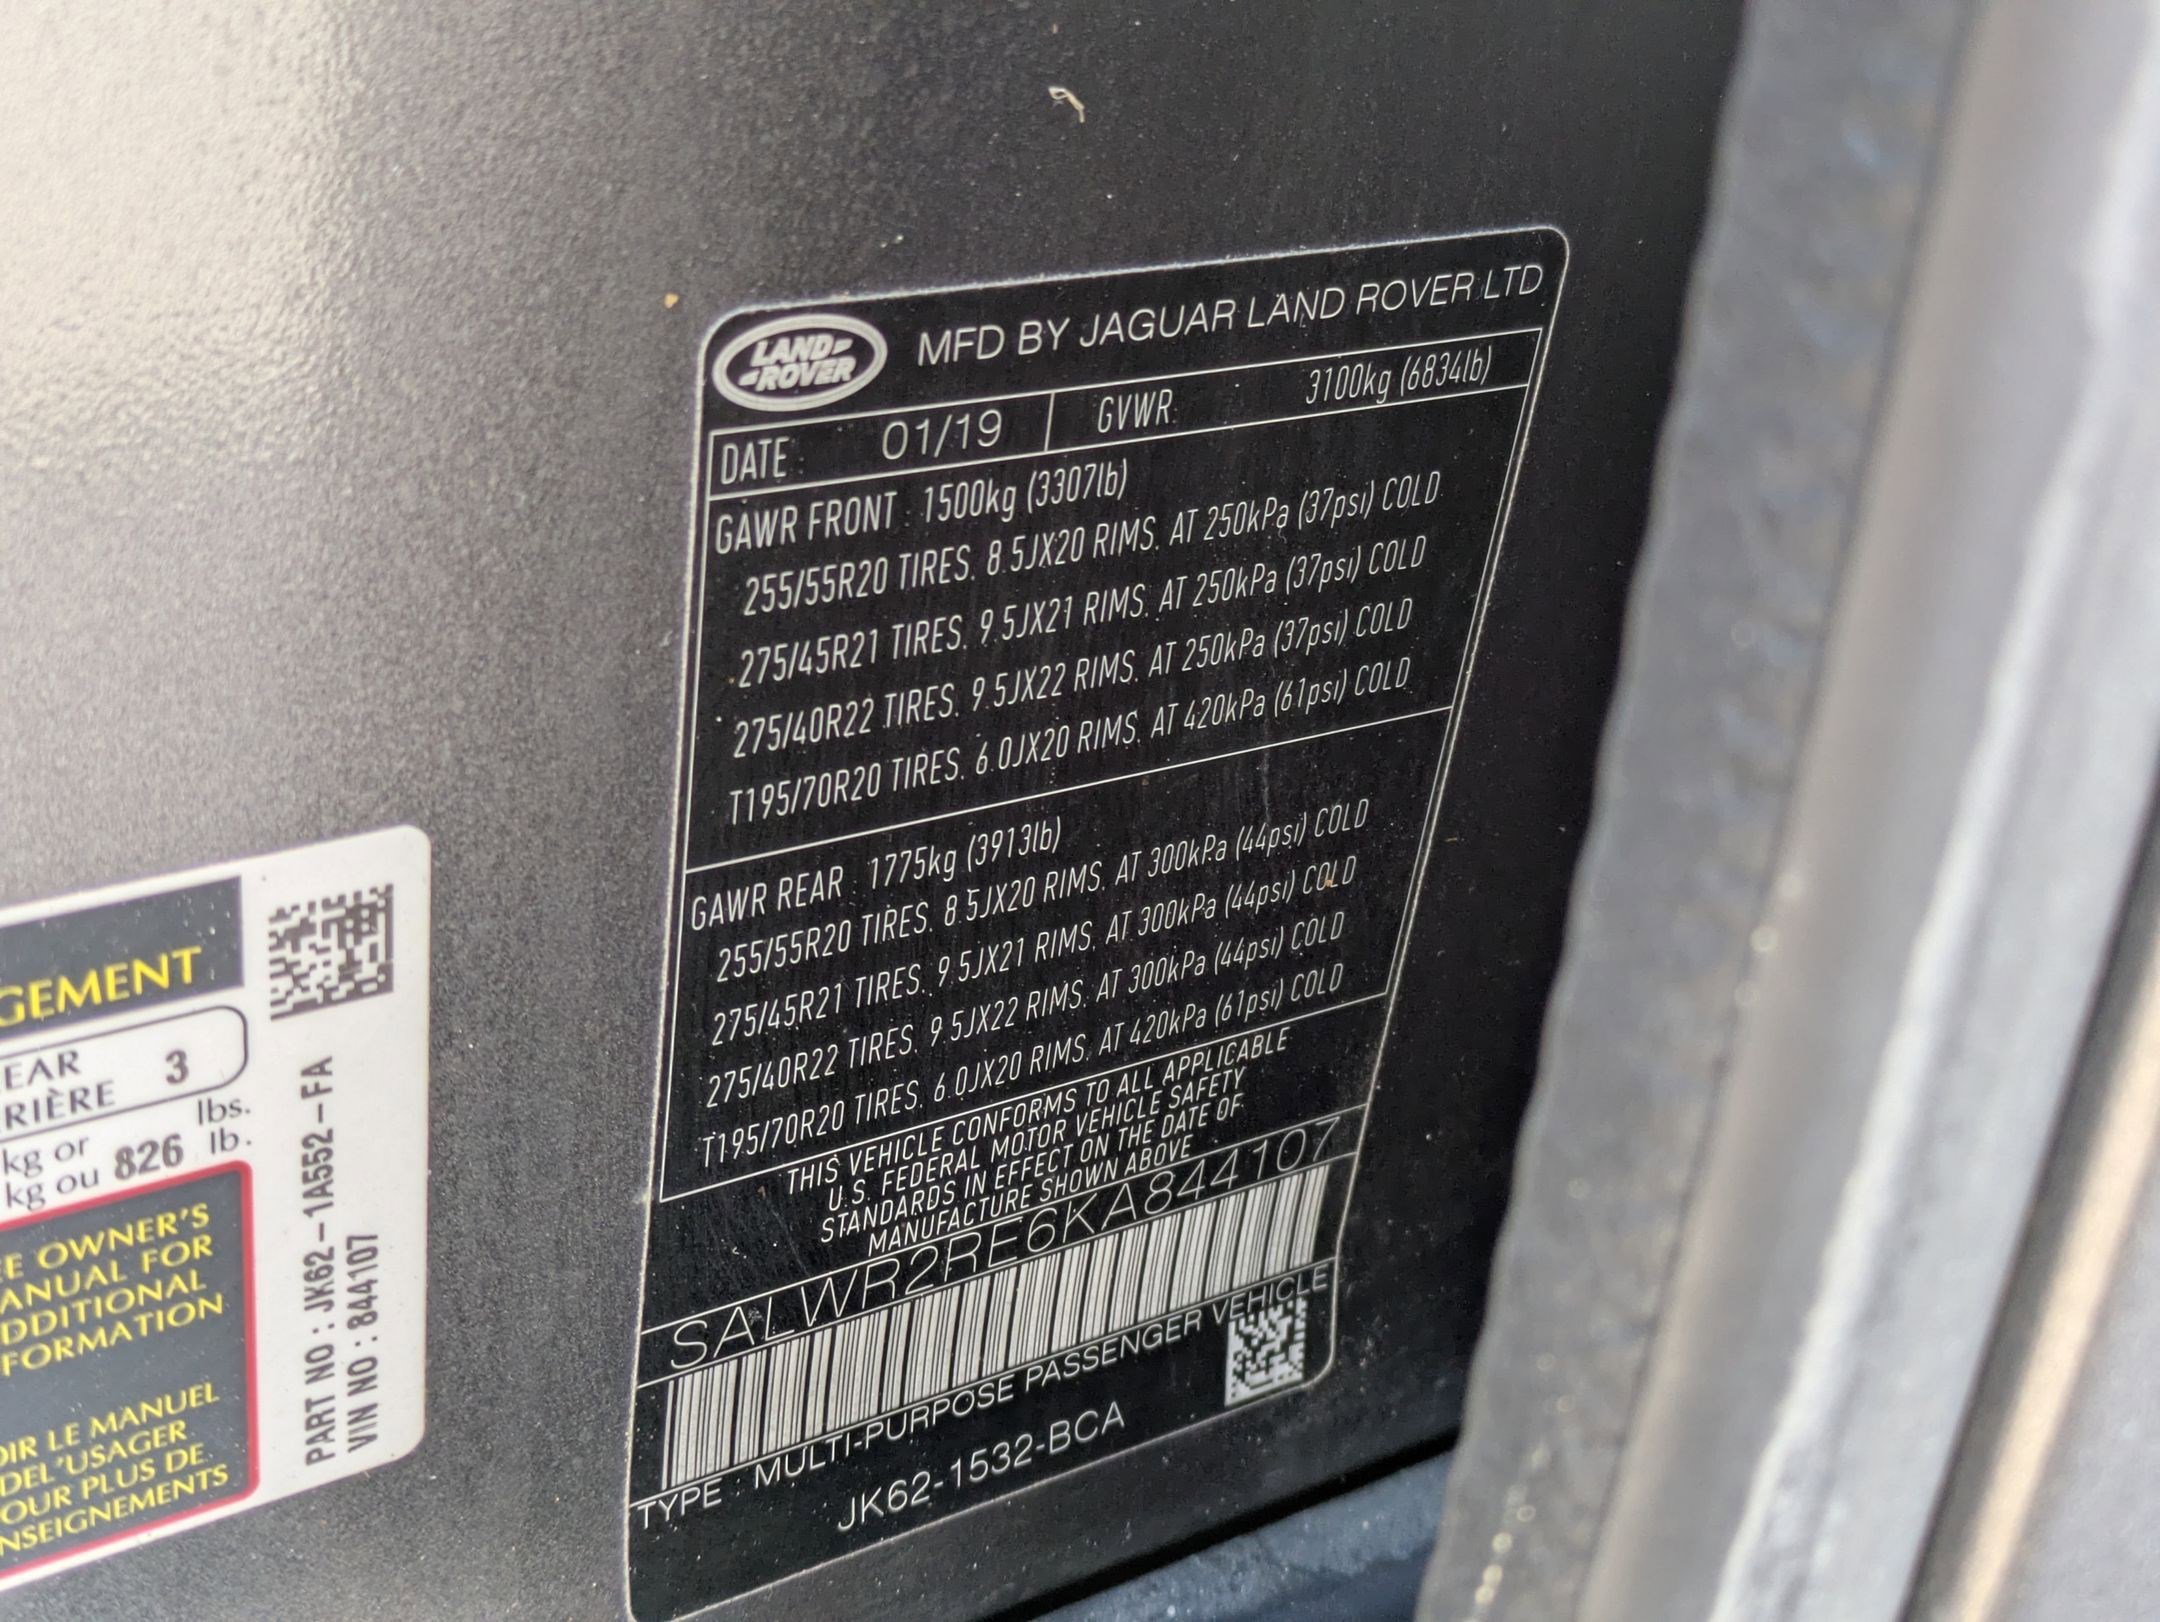 LAND
ROVER
MFD BY JAGUAR LAND ROVER LTD
DATE : 01/19 GVWR: 3100kg (6834lb)
GAWR FRONT : 1500kg (3307lb)
255/55R20 TIRES, 8.5JX20 RIMS, AT 250kPa (37psi) COLD
275/45R21 TIRES, 9.5JX21 RIMS, AT 250kPa (37psi) COLD
275/40R22 TIRES, 9.5JX22 RIMS, AT 250kPa (37psi) COLD
T195/70R20 TIRES, 6.0JX20 RIMS, AT 420kPa (61psi) COLD
GAWR REAR : 1775kg (3913lb)
255/55R20 TIRES, 8.5JX20 RIMS, AT 300kPa (44psi) COLD
275/45R21 TIRES, 9.5JX21 RIMS, AT 300kPa (44psi) COLD
275/40R22 TIRES, 9.5JX22 RIMS, AT 300kPa (44psi) COLD
T195/70R20 TIRES, 6.0JX20 RIMS, AT 420kPa (61psi) COLD
THIS VEHICLE CONFORMS TO ALL APPLICABLE
U.S. FEDERAL MOTOR VEHICLE SAFETY
STANDARDS IN EFFECT ON THE DATE OF
MANUFACTURE SHOWN ABOVE
SALWR2RE6KA844107
TYPE : MULTI-PURPOSE PASSENGER VEHICLE
JK62-1532-BCA
GEMENT
EAR
RIÈRE 3
kg or lbs.
kg ou 826 lb.
EE OWNER'S
ANUAL FOR
DDITIONAL
FORMATION
OIR LE MANUEL
DEL'USAGER
OUR PLUS DE
NSEIGNEMENTS
PART NO : JK62-1A552-FA
VIN NO : 844107